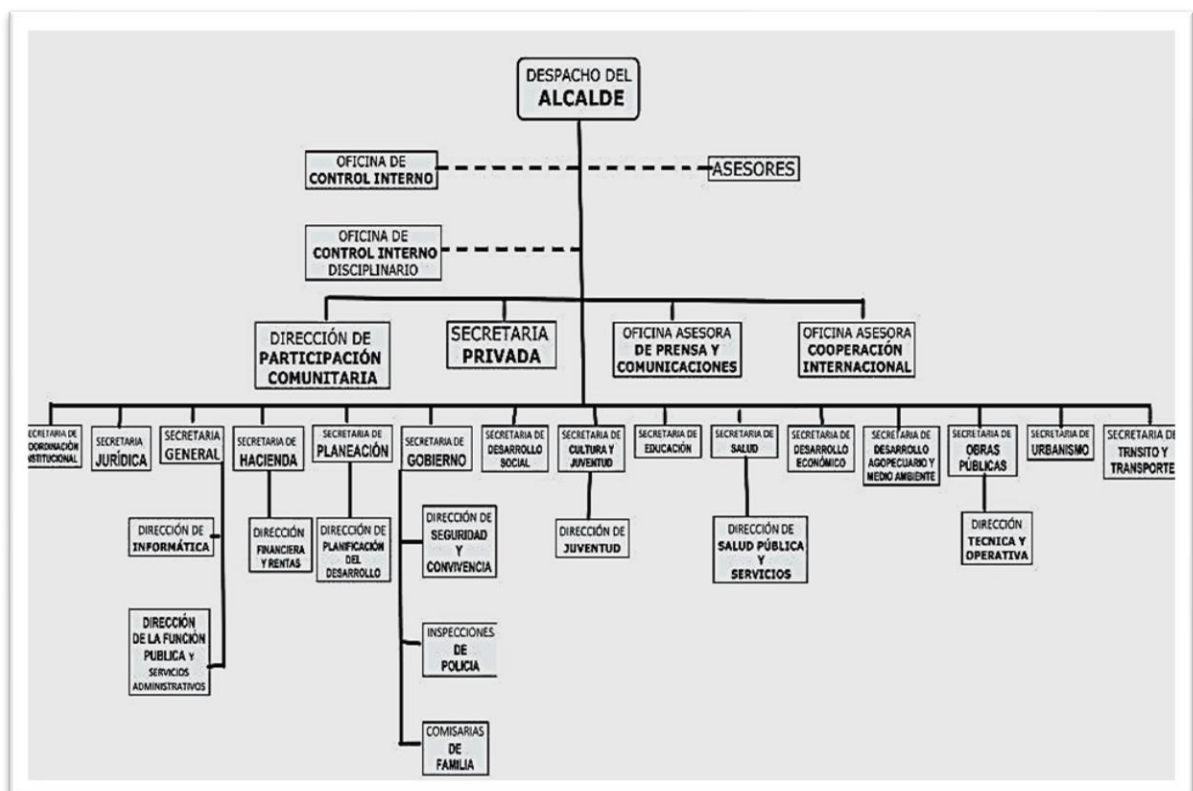 DESPACHO DEL
ALCALDE
OFICINA DE
CONTROL INTERNO
ASESORES
OFICINA DE
CONTROL INTERNO
DISCIPLINARIO
DIRECCIÓN DE
PARTICIPACIÓN
COMUNITARIA
SECRETARIA
PRIVADA
OFICINA ASESORA
DE PRENSA Y
COMUNICACIONES
OFICINA ASESORA
COOPERACIÓN
INTERNACIONAL
SECRETARIA DE
OORDINACIÓN
NSTITUCIONAL
SECRETARIA
JURÍDICA
SECRETARIA
GENERAL
SECRETARIA DE
HACIENDA
SECRETARIA DE
PLANEACIÓN
SECRETARIA DE
GOBIERNO
SECRETARIA DE
DESARROLLO
SOCIAL
SECRETARIA DE
CULTURA Y
JUVENTUD
SECRETARIA DE
EDUCACIÓN
SECRETARIA DE
SALUD
SECRETARIA DE
DESARROLLO
ECONÓMICO
SECRETARIA DE
DESARROLLO
AGOPECUARIO Y
MEDIO AMBIENTE
SECRETARIA DE
OBRAS
PÚBLICAS
SECRETARIA DE
URBANISMO
SECRETARIA DE
TRNSITO Y
TRANSPORTE
DIRECCIÓN DE
INFORMÁTICA
DIRECCIÓN
FINANCIERA
Y RENTAS
DIRECCIÓN DE
PLANIFICACIÓN
DEL
DESARROLLO
DIRECCIÓN DE
SEGURIDAD
Y
CONVIVENCIA
DIRECCIÓN DE
JUVENTUD
DIRECCIÓN DE
SALUD PÚBLICA
Y
SERVICIOS
DIRECCIÓN
TECNICA Y
OPERATIVA
DIRECCIÓN
DE LA FUNCIÓN
PUBLICA Y
SERVICIOS
ADMINISTRATIVOS
INSPECCIONES
DE
POLICIA
COMISARIAS
DE
FAMILIA